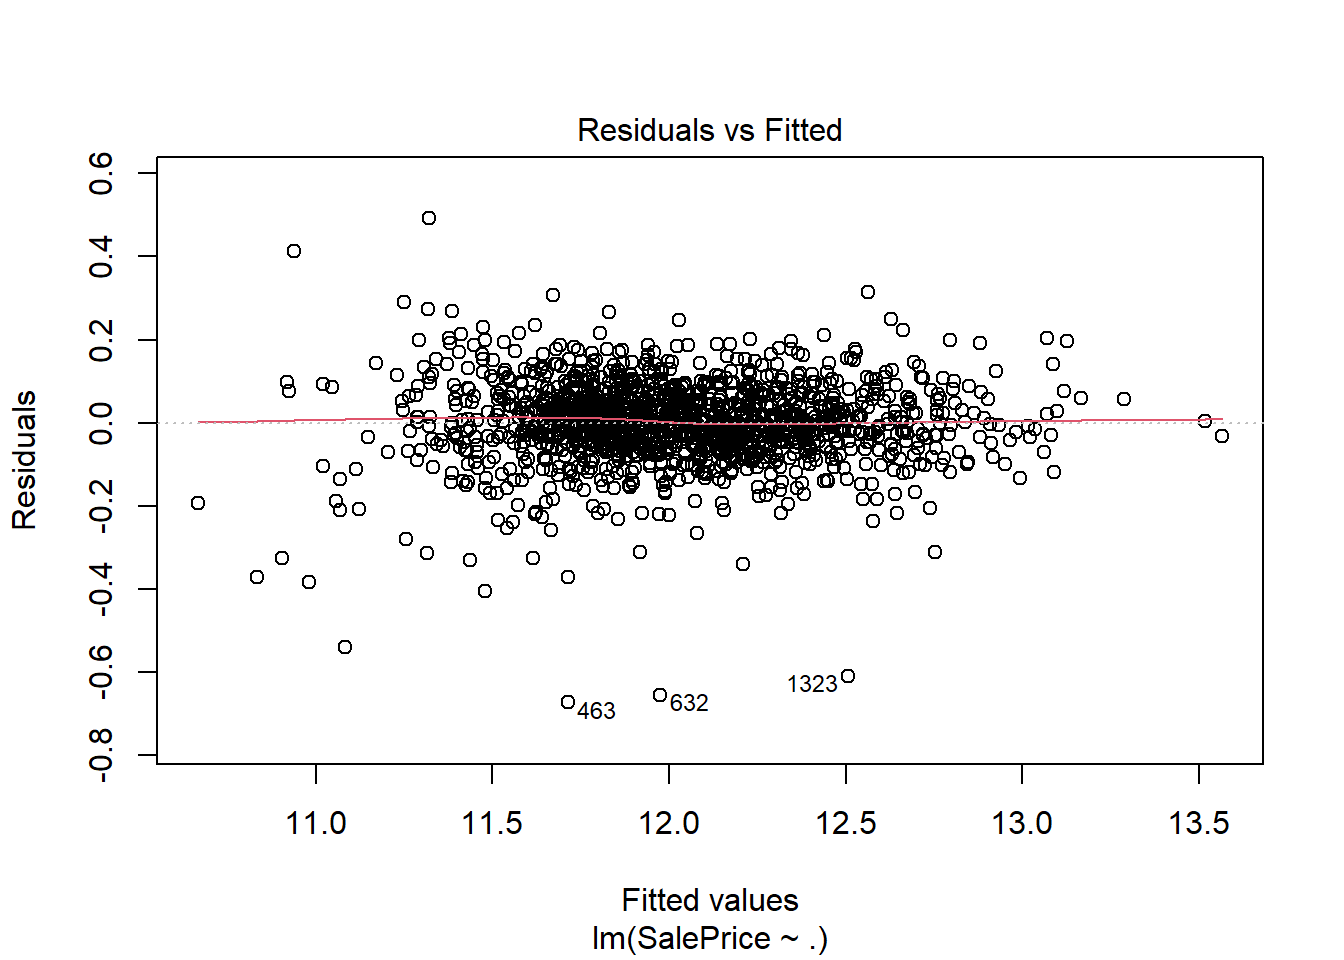 Residuals vs Fitted
Residuals
0.6
0.4
0.2
0.0
-0.2
-0.4
-0.6
-0.8
1323
463
632
11.0 11.5 12.0 12.5 13.0 13.5
Fitted values
lm(SalePrice ~ .)